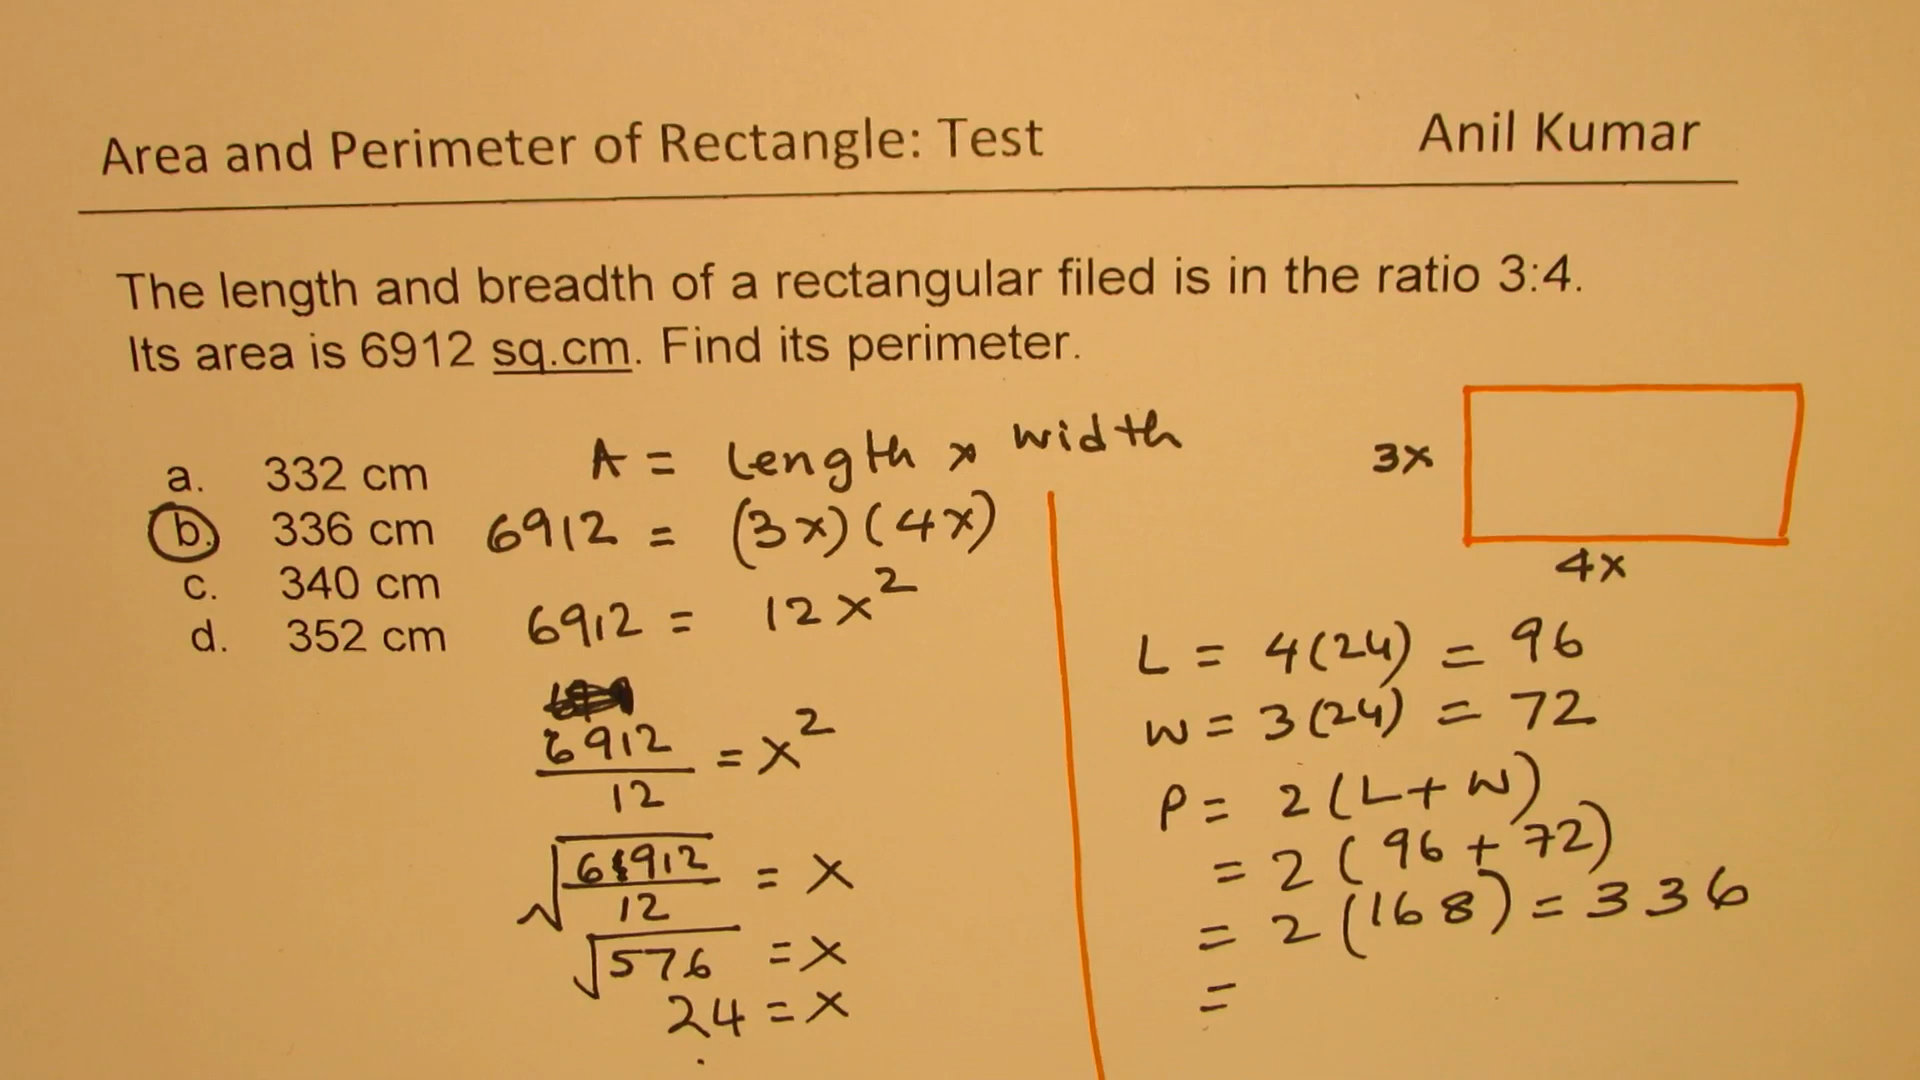 Area and Perimeter of Rectangle: Test
Anil Kumar
The length and breadth of a rectangular filed is in the ratio 3:4.
Its area is 6912 sq.cm. Find its perimeter.
a. 332 cm
b. 336 cm
c. 340 cm
d. 352 cm
A = Length × width
6912 = (3x)(4x)
6912 = 12x²
6912
= x²
12
√6912
= x
12
√576 = x
24 = x
3x
4x
L = 4(24) = 96
W = 3(24) = 72
P = 2(L+W)
= 2(96+72)
= 2(168) = 336
=